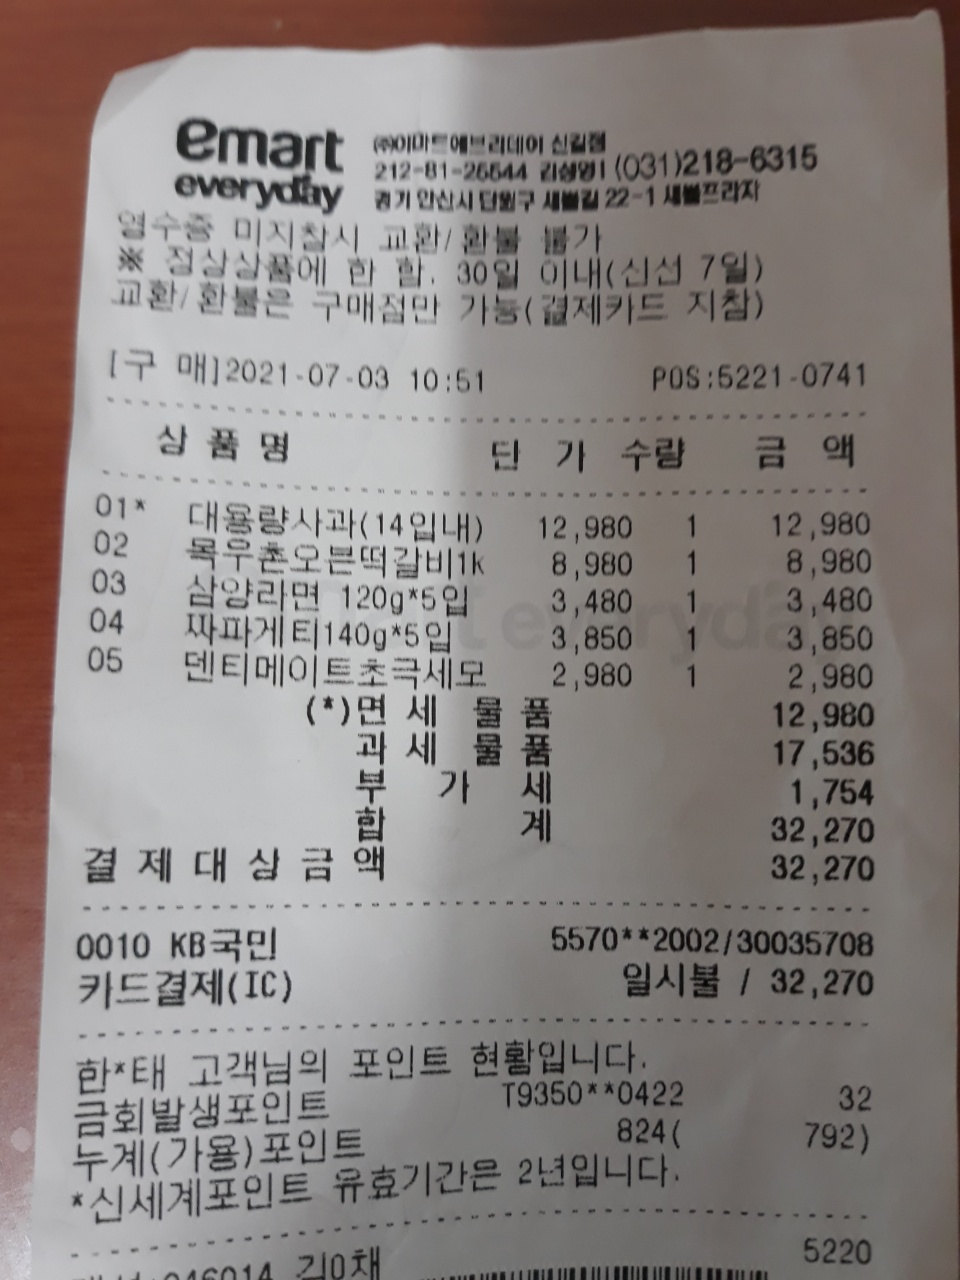 emart everyday
㈜이마트에브리데이 신길점
212-81-26544 (031)218-6315
경기 안산시 단원구 새뿔길 22-1 새뿔프라자
영수증 미지참시 교환/환불 불가
※ 정상상품에 한 함. 30일 이내(신선 7일)
교환/환불은 구매점만 가능(결제카드 지참)
[구 매]2021-07-03 10:51 POS:5221-0741
상 품 명 단 가 수량 금 액
01* 대용량사과(14입내) 12,980 1 12,980
02 목우촌오븐떡갈비1k 8,980 1 8,980
03 삼양라면 120g*5입 3,480 1 3,480
04 짜파게티140g*5입 3,850 1 3,850
05 덴티메이트초극세모 2,980 1 2,980
(*)면 세 물 품 12,980
과 세 물 품 17,536
부 가 세 1,754
합 계 32,270
결 제 대 상 금 액 32,270
0010 KB국민 5570**2002/30035708
카드결제(IC) 일시불 / 32,270
한*태 고객님의 포인트 현황입니다.
금회발생포인트 T9350**0422 32
누계(가용)포인트 824( 792)
*신세계포인트 유효기간은 2년입니다.
:046014 김0채 5220